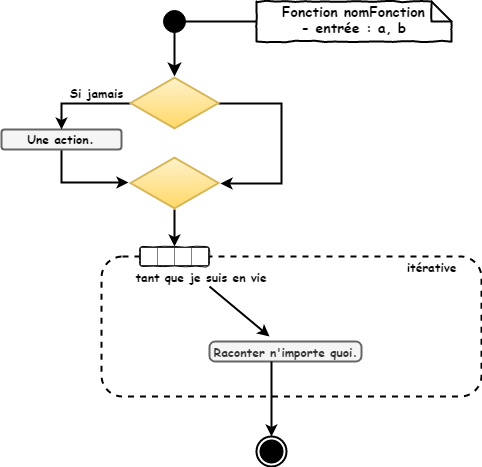 Fonction nomFonction
- entrée : a, b
Si jamais
Une action.
itérative
tant que je suis en vie
Raconter n'importe quoi.